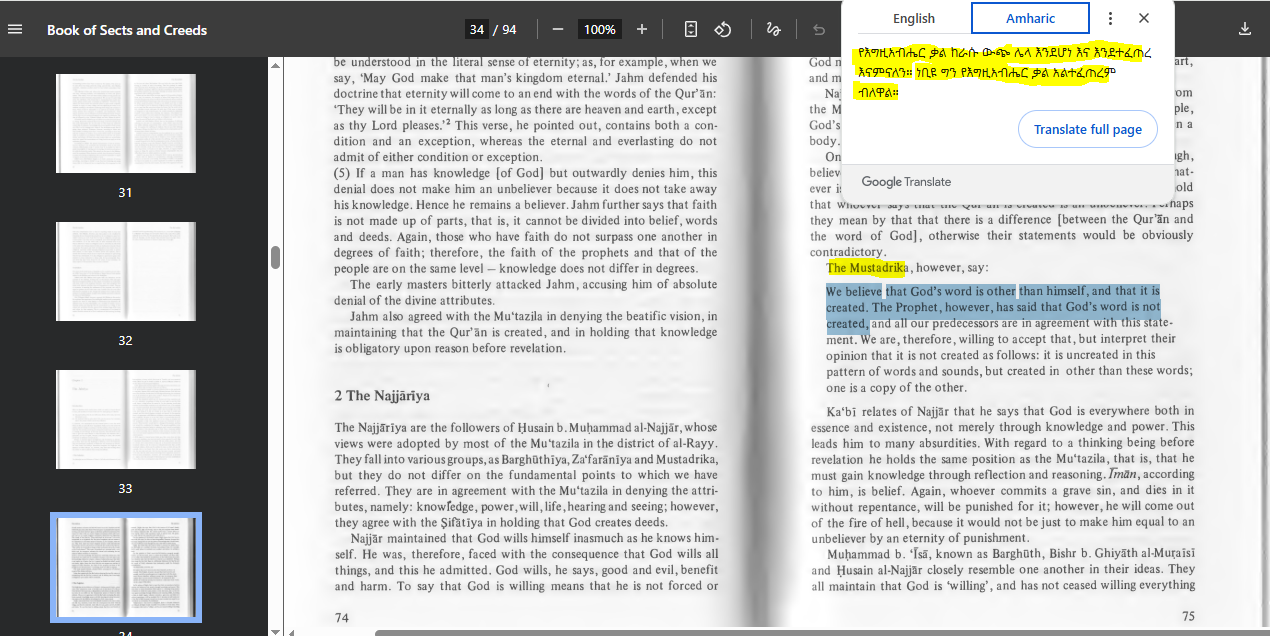 Book of Sects and Creeds
34 / 94
100%
English
Amharic
የእግዚአብሔር ቃል ከራሱ ውጭ ሌላ እንደሆነ እና እንደተፈጠረ
እናምናለን። ነቢዩ ግን የእግዚአብሔር ቃል አልተፈጠረም
ብለዋል።
Translate full page
Google Translate
31
32
33
be understood in the literal sense of eternity; as, for example, when we
say, ‘May God make that man’s kingdom eternal.’ Jahm defended his
doctrine that eternity will come to an end with the words of the Qur’ān:
‘They will be in it eternally as long as there are heaven and earth, except
as thy Lord pleases.’² This verse, he pointed out, contains both a con-
dition and an exception, whereas the eternal and everlasting do not
admit of either condition or exception.
(5) If a man has knowledge [of God] but outwardly denies him, this
denial does not make him an unbeliever because it does not take away
his knowledge. Hence he remains a believer. Jahm further says that faith
is not made up of parts, that is, it cannot be divided into belief, words
and deeds. Again, those who have faith do not surpass one another in
degrees of faith; therefore, the faith of the prophets and that of the
people are on the same level – knowledge does not differ in degrees.
The early masters bitterly attacked Jahm, accusing him of absolute
denial of the divine attributes.
Jahm also agreed with the Mu‘tazila in denying the beatific vision, in
maintaining that the Qur’ān is created, and in holding that knowledge
is obligatory upon reason before revelation.
2 The Najjārīya
The Najjārīya are the followers of Ḥusain b. Muḥammad al-Najjār, whose
views were adopted by most of the Mu‘tazila in the district of al-Rayy.
They fall into various groups, as Barghūthīya, Za‘farānīya and Mustadrika,
but they do not differ on the fundamental points to which we have
referred. They are in agreement with the Mu‘tazila in denying the attri-
butes, namely: knowledge, power, will, life, hearing and seeing; however,
they agree with the Ṣifātīya in holding that God creates deeds.
Najjār maintained that God wills himself inasmuch as he knows him-
self. He was, therefore, faced with the consequence that God wills all
things, and this he admitted. God wills, he says, good and evil, benefit
and harm. To say that God is willing means that he is not forced or
74
God
and m
the M
God’s
body.
On
believ
ever is
that
they mean by that that there is a difference [between the Qur’ān and
the word of God], otherwise their statements would be obviously
contradictory.
The Mustadrika, however, say:
We believe that God’s word is other than himself, and that it is
created. The Prophet, however, has said that God’s word is not
created, and all our predecessors are in agreement with this state-
ment. We are, therefore, willing to accept that, but interpret their
opinion that it is not created as follows: it is uncreated in this
pattern of words and sounds, but created in other than these words;
one is a copy of the other.
Ka‘bī relates of Najjār that he says that God is everywhere both in
essence and existence, not merely through knowledge and power. This
leads him to many absurdities. With regard to a thinking being before
revelation he holds the same position as the Mu‘tazila, that is, that he
must gain knowledge through reflection and reasoning. Īmān, according
to him, is belief. Again, whoever commits a grave sin, and dies in it
without repentance, will be punished for it; however, he will come out
of the fire of hell, because it would not be just to make him equal to an
unbeliever by an eternity of punishment.
Muḥammad b. ‘Īsā, known as Barghūth, Bishr b. Ghiyāth al-Muraīsī
and Ḥusain al-Najjār closely resemble one another in their ideas. They
all maintain that God is ‘willing’, and has not ceased willing everything
75